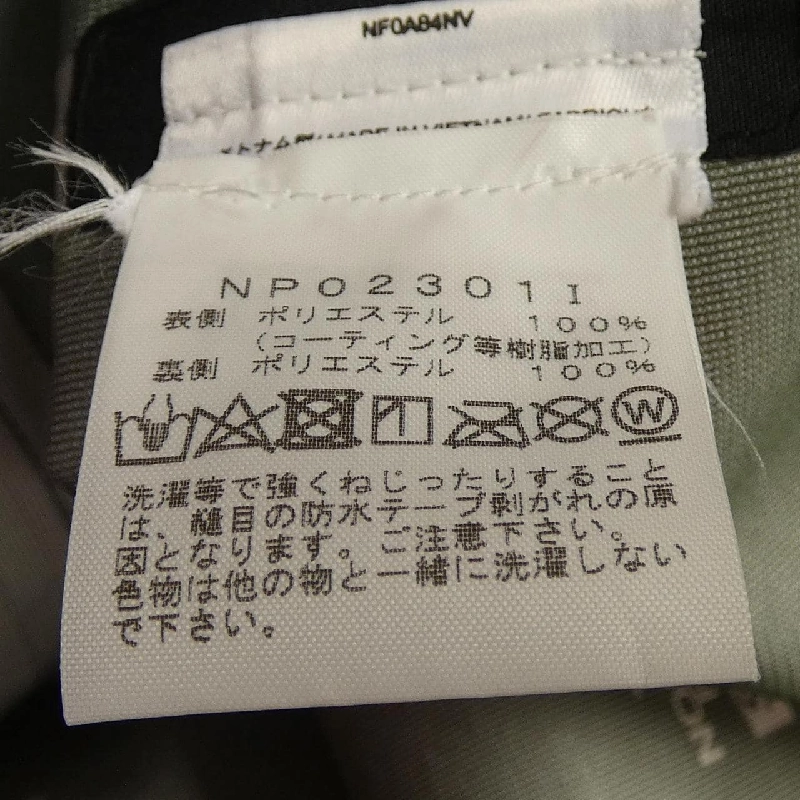 NF0A84NV
NP02301I
表側 ポリエステル 100%
(コーティング等樹脂加工)
裏側 ポリエステル 100%
W
洗濯等で強くねじったりすること
は、縫目の防水テープ剥がれの原
因となります。ご注意下さい。
色物は他の物と一緒に洗濯しない
で下さい。